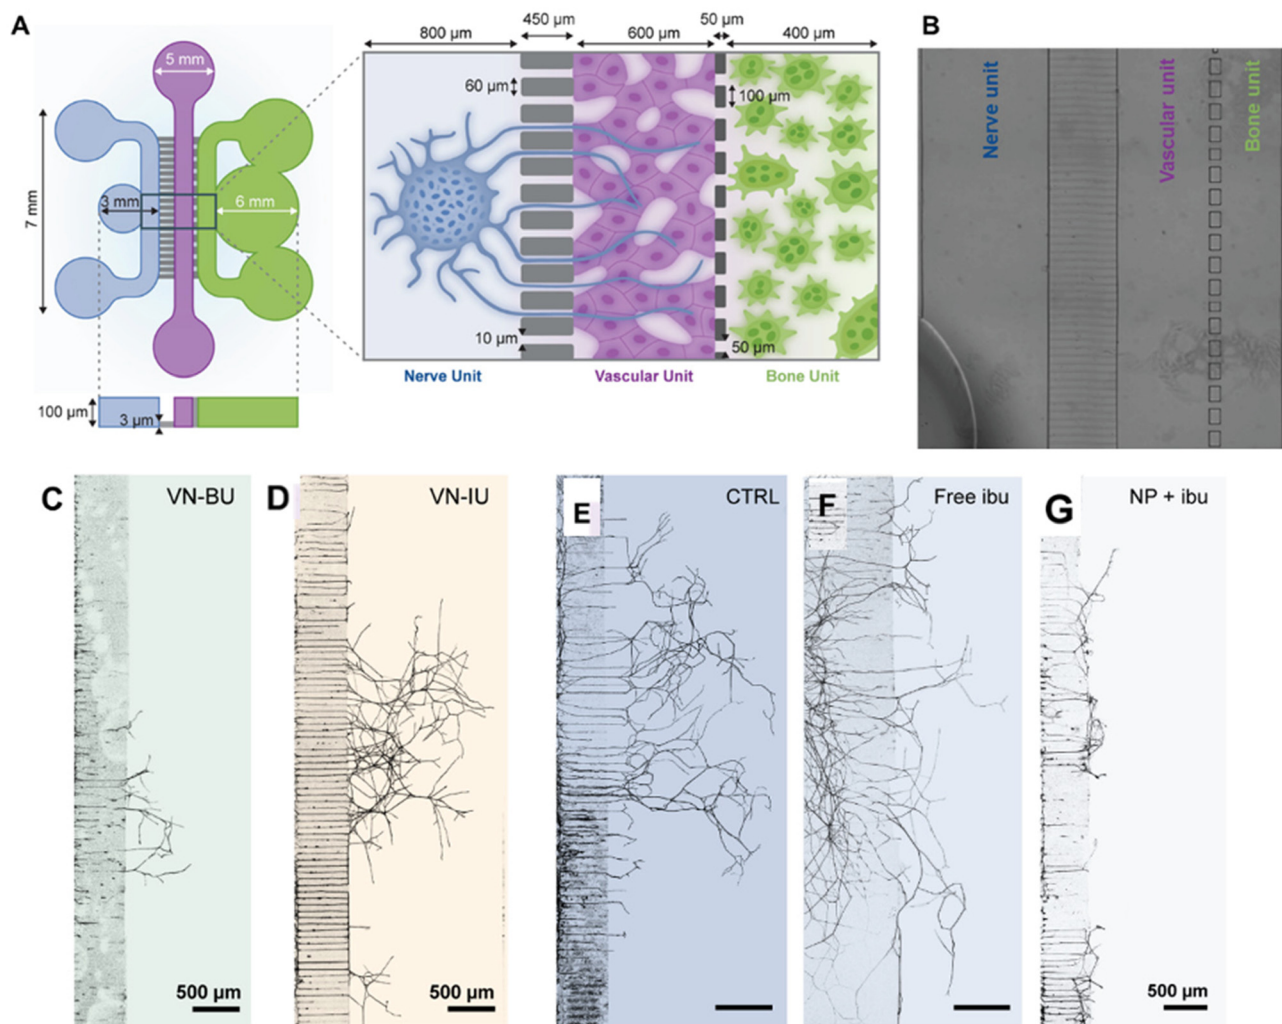 A
5 mm
7 mm
3 mm
6 mm
100 µm
3 µm
800 µm
450 µm
600 µm
50 µm
400 µm
60 µm
100 µm
10 µm
50 µm
Nerve Unit
Vascular Unit
Bone Unit
B
Nerve unit
Vascular unit
Bone unit
C
VN-BU
500 µm
D
VN-IU
500 µm
E
CTRL
F
Free ibu
G
NP + ibu
500 µm